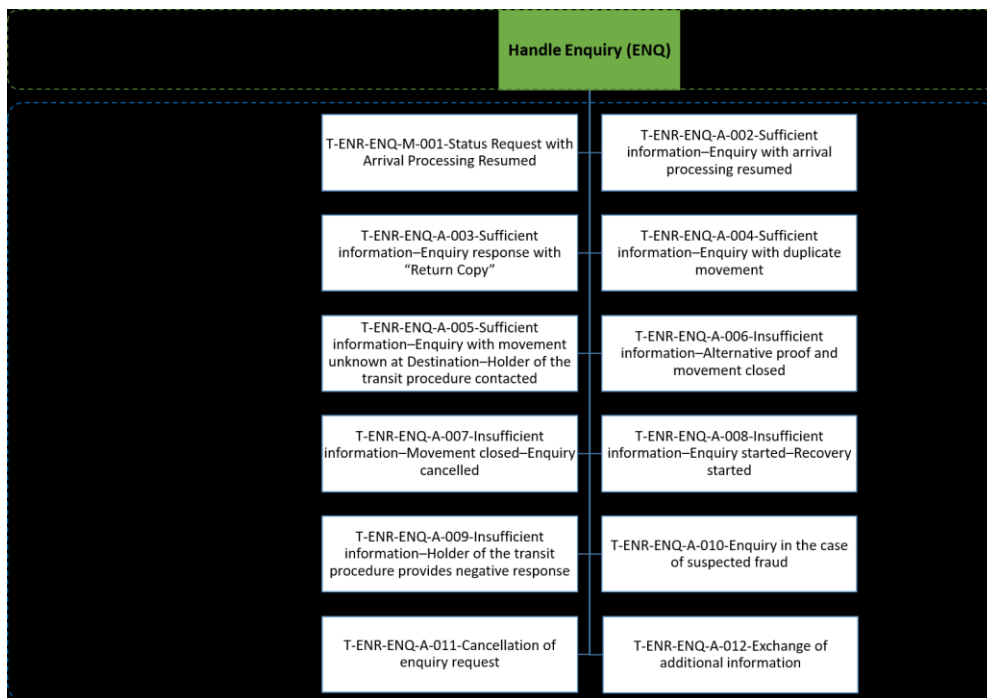 Handle Enquiry (ENQ)
T-ENR-ENQ-M-001-Status Request with
Arrival Processing Resumed
T-ENR-ENQ-A-002-Sufficient
information–Enquiry with arrival
processing resumed
T-ENR-ENQ-A-003-Sufficient
information–Enquiry response with
“Return Copy”
T-ENR-ENQ-A-004-Sufficient
information–Enquiry with duplicate
movement
T-ENR-ENQ-A-005-Sufficient
information–Enquiry with movement
unknown at Destination–Holder of the
transit procedure contacted
T-ENR-ENQ-A-006-Insufficient
information–Alternative proof and
movement closed
T-ENR-ENQ-A-007-Insufficient
information–Movement closed–Enquiry
cancelled
T-ENR-ENQ-A-008-Insufficient
information–Enquiry started–Recovery
started
T-ENR-ENQ-A-009-Insufficient
information–Holder of the transit
procedure provides negative response
T-ENR-ENQ-A-010-Enquiry in the case
of suspected fraud
T-ENR-ENQ-A-011-Cancellation of
enquiry request
T-ENR-ENQ-A-012-Exchange of
additional information